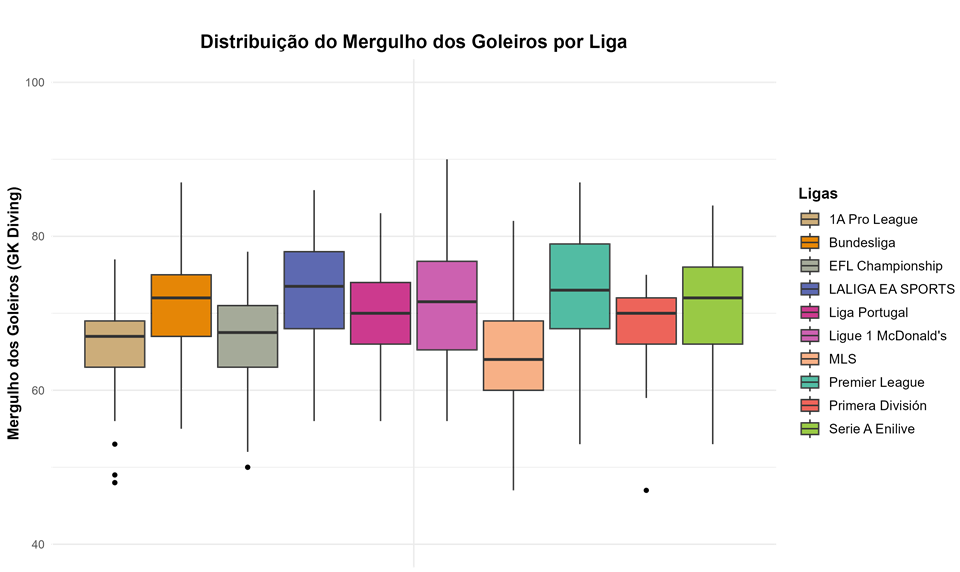 Distribuição do Mergulho dos Goleiros por Liga
Mergulho dos Goleiros (GK Diving)
100
80
60
40
Ligas
1A Pro League
Bundesliga
EFL Championship
LALIGA EA SPORTS
Liga Portugal
Ligue 1 McDonald's
MLS
Premier League
Primera División
Serie A Enilive